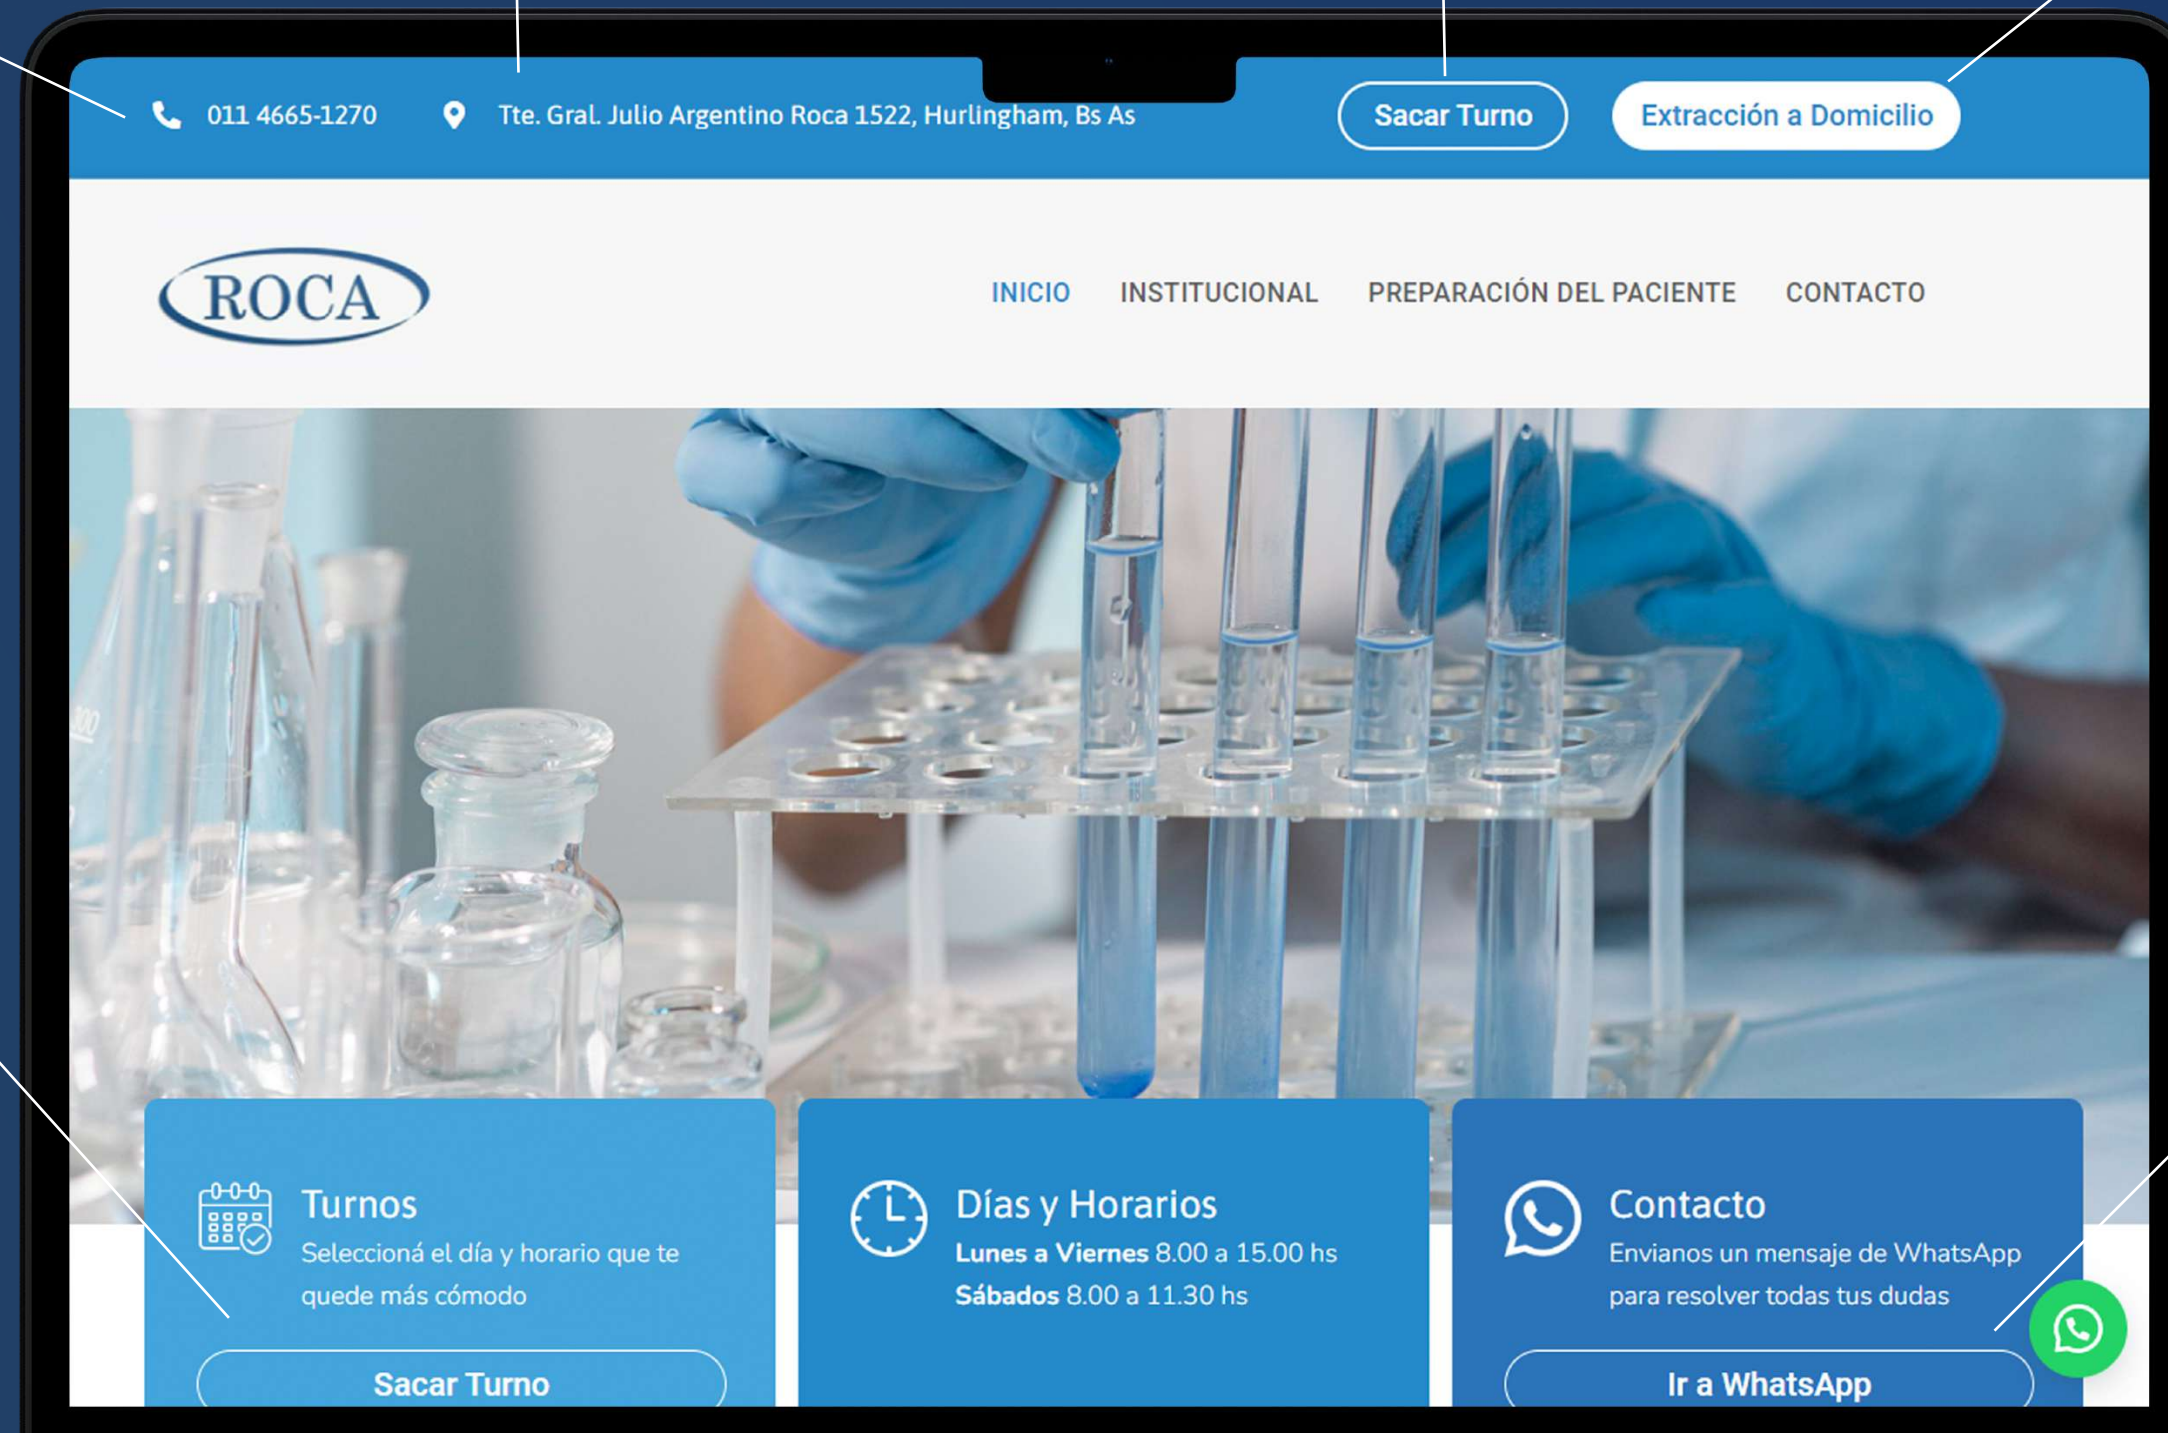 011 4665-1270
Tte. Gral. Julio Argentino Roca 1522, Hurlingham, Bs As
Sacar Turno
Extracción a Domicilio
ROCA
INICIO
INSTITUCIONAL
PREPARACIÓN DEL PACIENTE
CONTACTO
300
Turnos
Seleccioná el día y horario que te
quede más cómodo
Sacar Turno
Días y Horarios
Lunes a Viernes 8.00 a 15.00 hs
Sábados 8.00 a 11.30 hs
Contacto
Envianos un mensaje de WhatsApp
para resolver todas tus dudas
Ir a WhatsApp